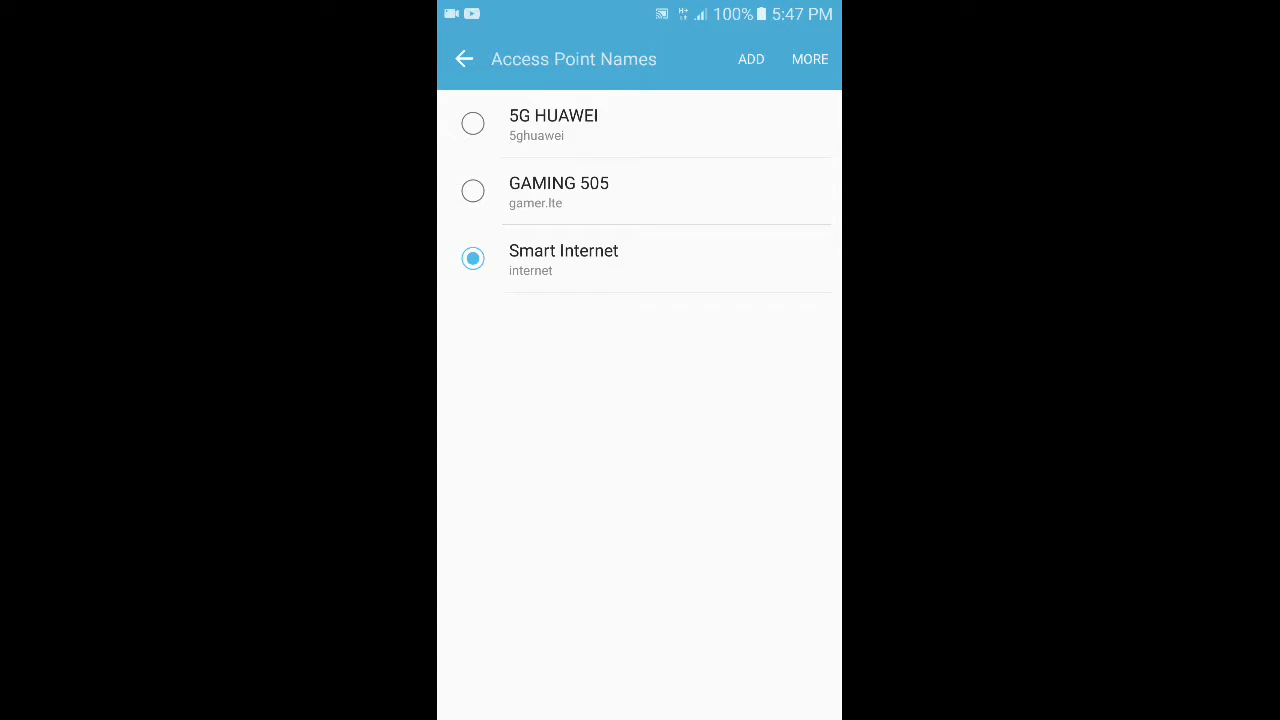 100% 5:47 PM
Access Point Names ADD MORE
5G HUAWEI
5ghuawei
GAMING 505
gamer.lte
Smart Internet
internet